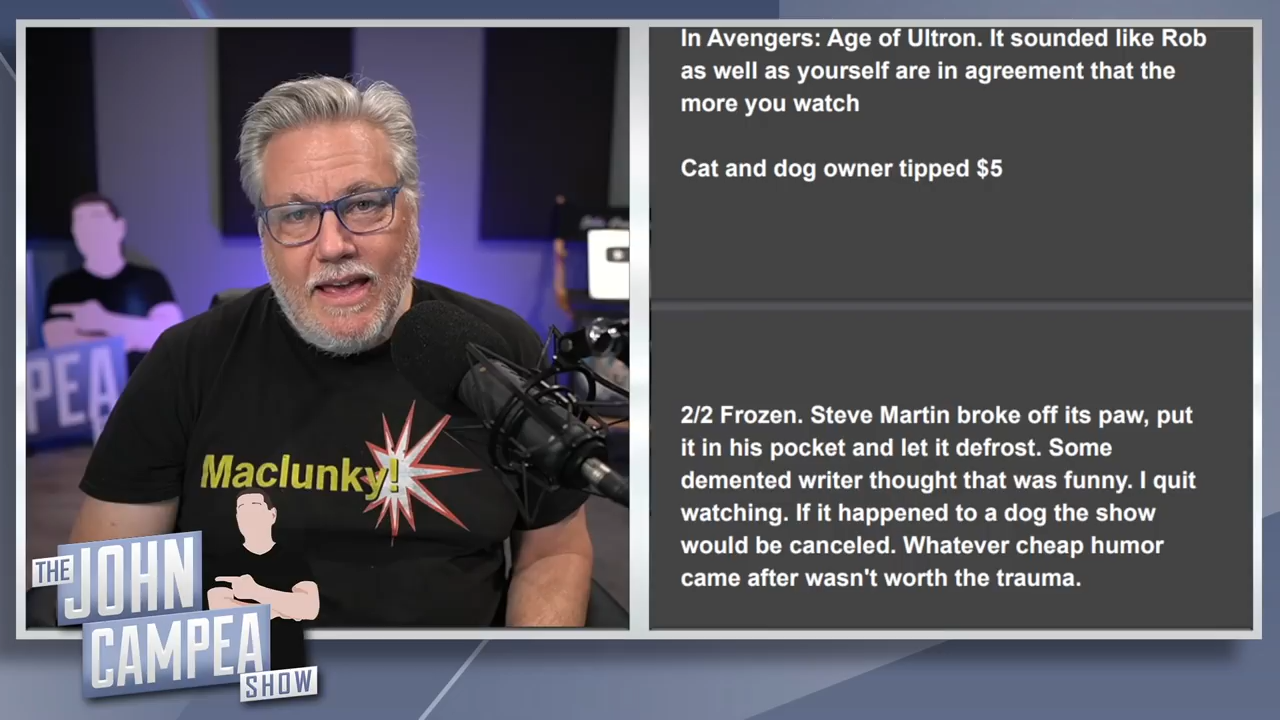 In Avengers: Age of Ultron. It sounded like Rob
as well as yourself are in agreement that the
more you watch
Cat and dog owner tipped $5
2/2 Frozen. Steve Martin broke off its paw, put
it in his pocket and let it defrost. Some
demented writer thought that was funny. I quit
watching. If it happened to a dog the show
would be canceled. Whatever cheap humor
came after wasn't worth the trauma.
Maclunky!
PEA
THE
JOHN
CAMPEA
SHOW